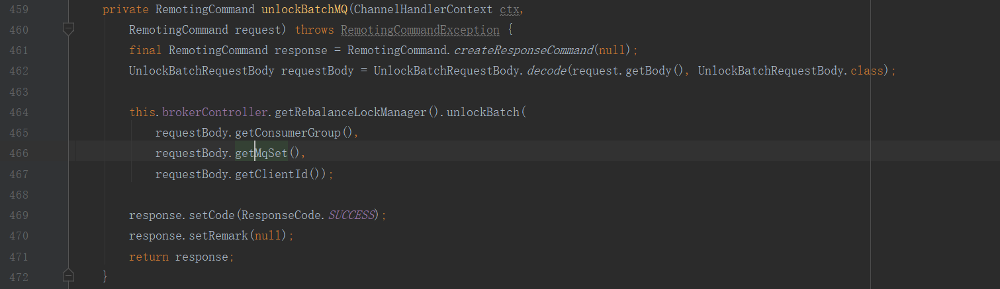 459 private RemotingCommand unlockBatchMQ(ChannelHandlerContext ctx,
460 RemotingCommand request) throws RemotingCommandException {
461 final RemotingCommand response = RemotingCommand.createResponseCommand(null);
462 UnlockBatchRequestBody requestBody = UnlockBatchRequestBody.decode(request.getBody(), UnlockBatchRequestBody.class);
463
464 this.brokerController.getRebalanceLockManager().unlockBatch(
465 requestBody.getConsumerGroup(),
466 requestBody.getMqSet(),
467 requestBody.getClientId());
468
469 response.setCode(ResponseCode.SUCCESS);
470 response.setRemark(null);
471 return response;
472 }